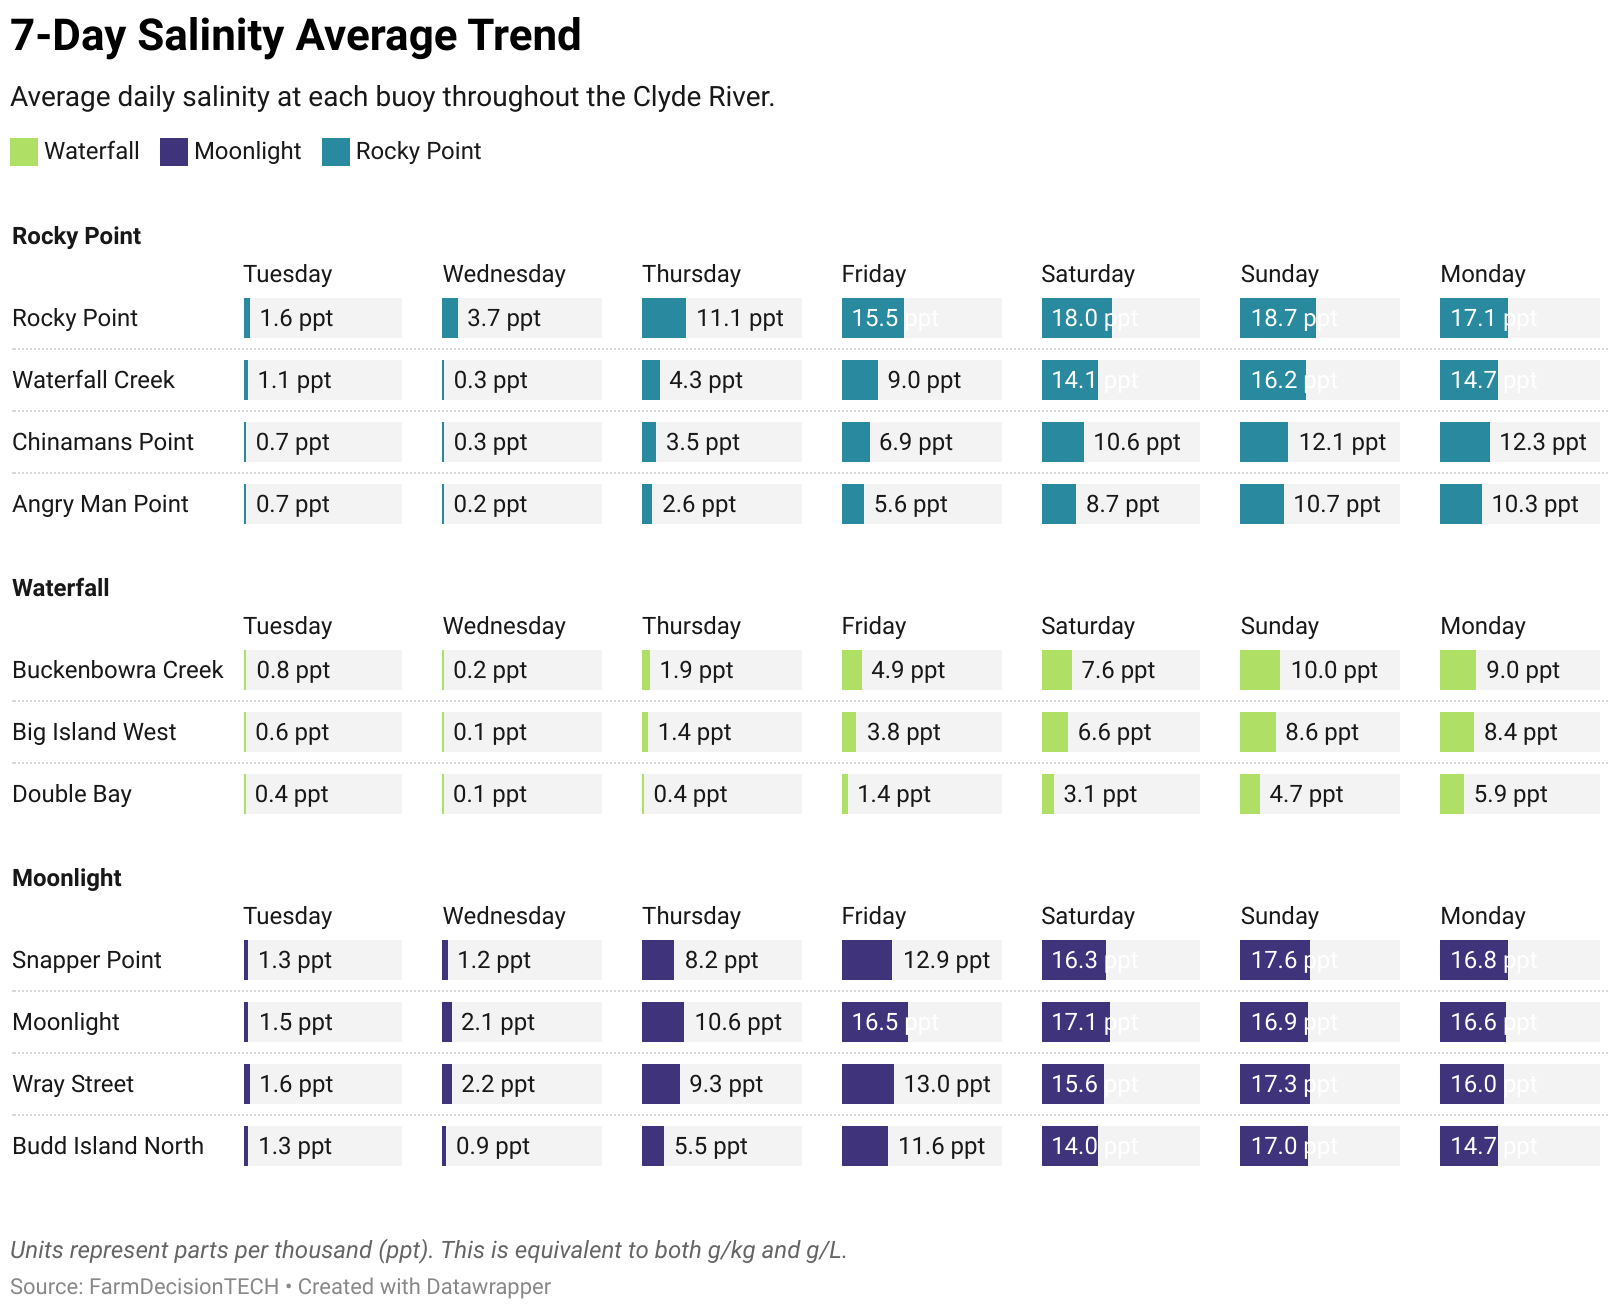 7-Day Salinity Average Trend
Average daily salinity at each buoy throughout the Clyde River.
Waterfall Moonlight Rocky Point
Rocky Point
Tuesday Wednesday Thursday Friday Saturday Sunday Monday
Rocky Point 1.6 ppt 3.7 ppt 11.1 ppt 15.5 ppt 18.0 ppt 18.7 ppt 17.1 ppt
Waterfall Creek 1.1 ppt 0.3 ppt 4.3 ppt 9.0 ppt 14.1 ppt 16.2 ppt 14.7 ppt
Chinamans Point 0.7 ppt 0.3 ppt 3.5 ppt 6.9 ppt 10.6 ppt 12.1 ppt 12.3 ppt
Angry Man Point 0.7 ppt 0.2 ppt 2.6 ppt 5.6 ppt 8.7 ppt 10.7 ppt 10.3 ppt
Waterfall
Tuesday Wednesday Thursday Friday Saturday Sunday Monday
Buckenbowra Creek 0.8 ppt 0.2 ppt 1.9 ppt 4.9 ppt 7.6 ppt 10.0 ppt 9.0 ppt
Big Island West 0.6 ppt 0.1 ppt 1.4 ppt 3.8 ppt 6.6 ppt 8.6 ppt 8.4 ppt
Double Bay 0.4 ppt 0.1 ppt 0.4 ppt 1.4 ppt 3.1 ppt 4.7 ppt 5.9 ppt
Moonlight
Tuesday Wednesday Thursday Friday Saturday Sunday Monday
Snapper Point 1.3 ppt 1.2 ppt 8.2 ppt 12.9 ppt 16.3 ppt 17.6 ppt 16.8 ppt
Moonlight 1.5 ppt 2.1 ppt 10.6 ppt 16.5 ppt 17.1 ppt 16.9 ppt 16.6 ppt
Wray Street 1.6 ppt 2.2 ppt 9.3 ppt 13.0 ppt 15.6 ppt 17.3 ppt 16.0 ppt
Budd Island North 1.3 ppt 0.9 ppt 5.5 ppt 11.6 ppt 14.0 ppt 17.0 ppt 14.7 ppt
Units represent parts per thousand (ppt). This is equivalent to both g/kg and g/L.
Source: FarmDecisionTECH • Created with Datawrapper